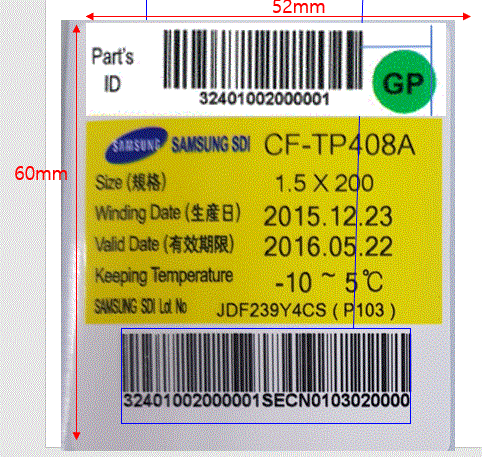 52mm
Part's
ID
32401002000001
GP
60mm
SAMSUNG SAMSUNG SDI CF-TP408A
Size (規格) 1.5 X 200
Winding Date (生産日) 2015.12.23
Valid Date (有效期限) 2016.05.22
Keeping Temperature -10 ~ 5℃
SAMSUNG SDI Lot No JDF239Y4CS ( P103 )
32401002000001SECN0103020000